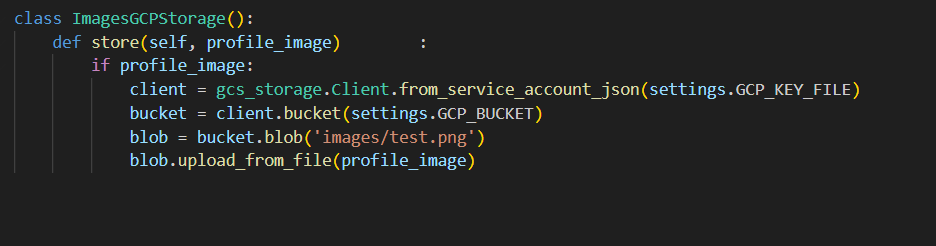 class ImagesGCPStorage():
    def store(self, profile_image)            :
        if profile_image:
            client = gcs_storage.Client.from_service_account_json(settings.GCP_KEY_FILE)
            bucket = client.bucket(settings.GCP_BUCKET)
            blob = bucket.blob('images/test.png')
            blob.upload_from_file(profile_image)